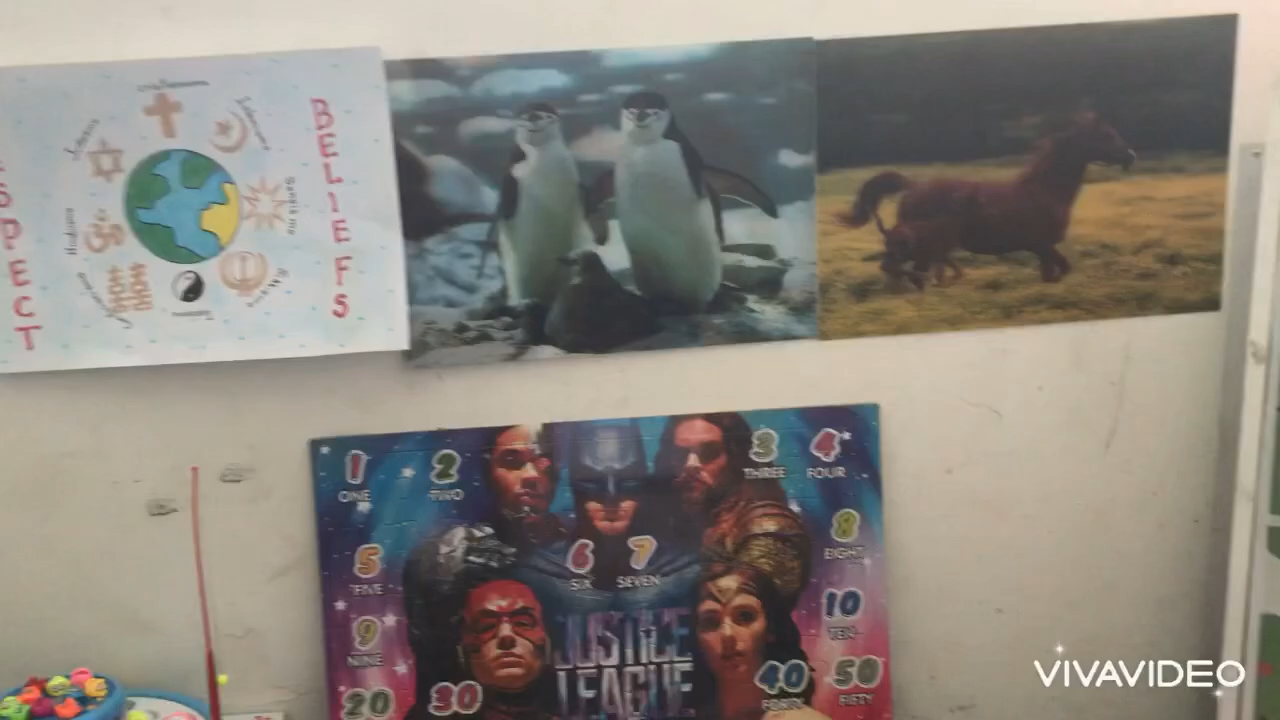 SPECT
BELIEFS
1
ONE
2
TWO
3
THREE
4
FOUR
5
FIVE
6
SIX
7
SEVEN
8
EIGHT
9
NINE
10
TEN
20
30
40
FORTY
50
FIFTY
JUSTICE
LEAGUE
VIVAVIDEO